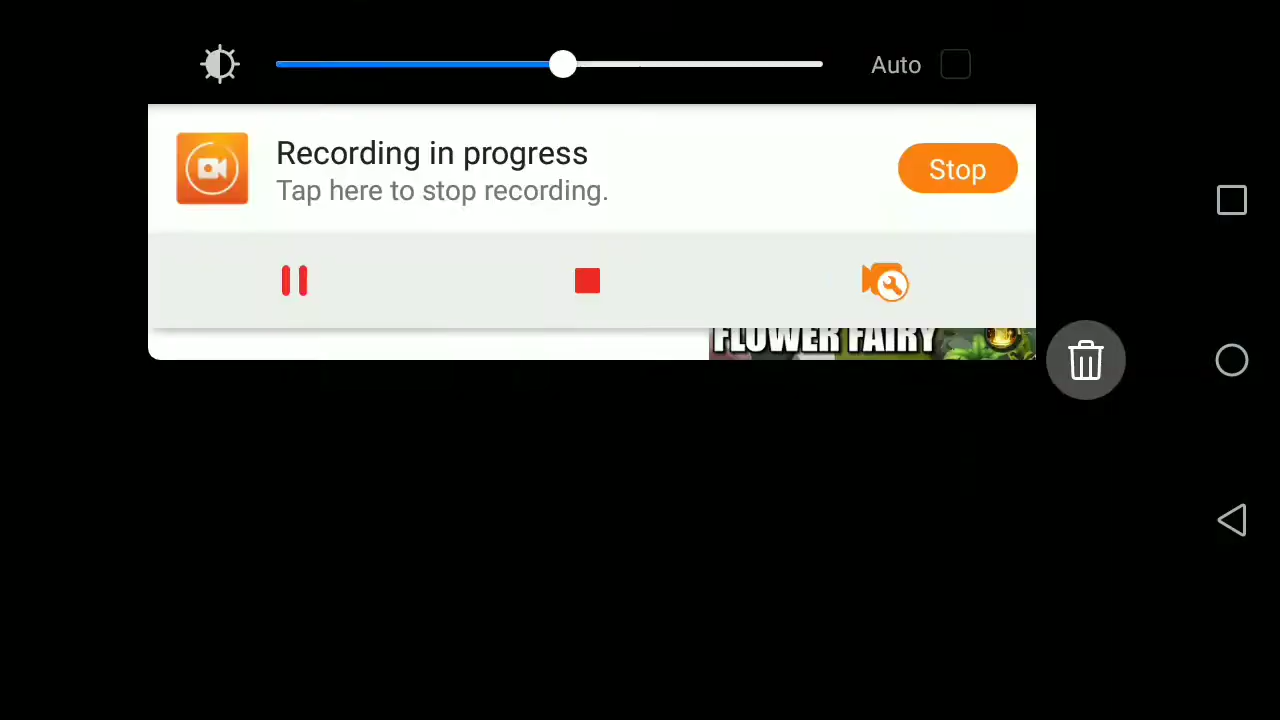 Auto
Recording in progress
Tap here to stop recording.
Stop
FLOWER FAIRY